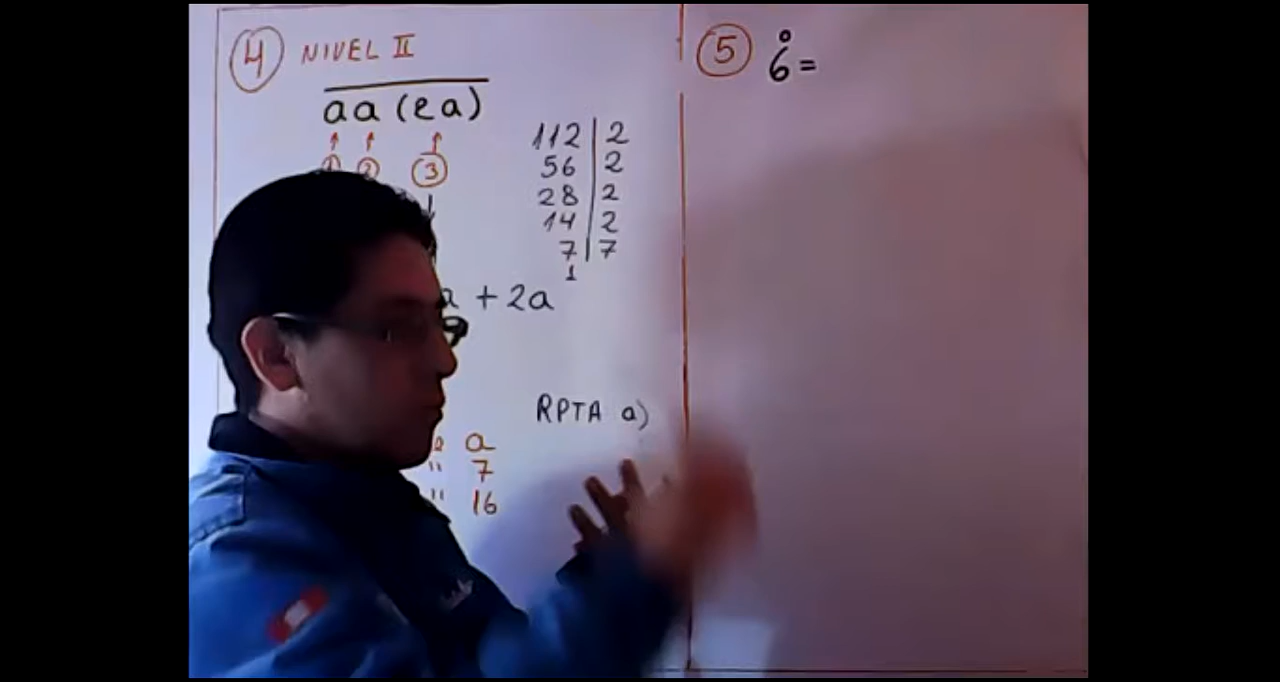 4 NIVEL II
aa (2a)
1 2 3
112 | 2
56 | 2
28 | 2
14 | 2
7 | 7
1
a + 2a
RPTA a)
a
" 7
" 16
5 6̊ =